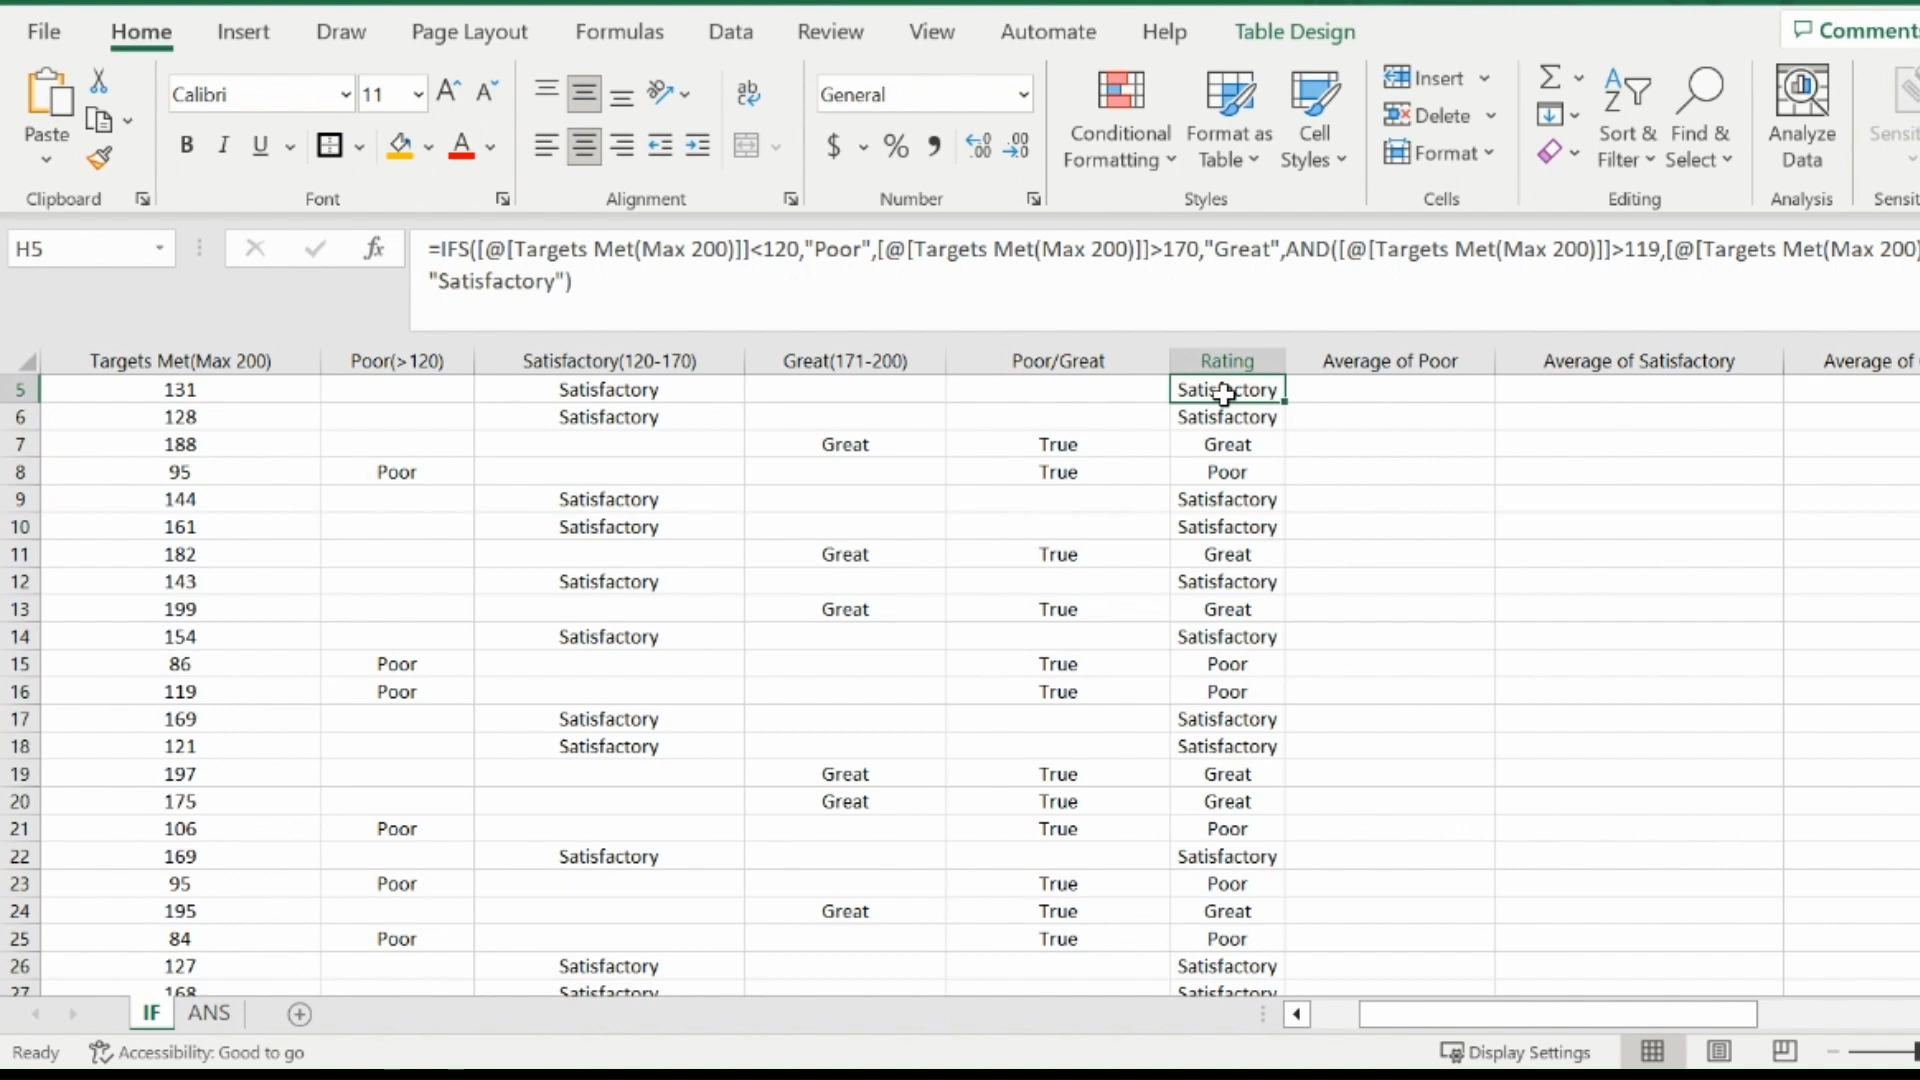 File Home Insert Draw Page Layout Formulas Data Review View Automate Help Table Design Comments
Calibri 11 General Insert
Paste Conditional Formatting Format as Table Cell Styles Delete Sort & Filter Find & Select Analyze Data Sensit
B I U A $ % Format
Clipboard Font Alignment Number Styles Cells Editing Analysis Sensit
H5 fx =IFS([@[Targets Met(Max 200)]]<120,"Poor",[@[Targets Met(Max 200)]]>170,"Great",AND([@[Targets Met(Max 200)]]>119,[@[Targets Met(Max 200)
"Satisfactory")
Targets Met(Max 200) Poor(>120) Satisfactory(120-170) Great(171-200) Poor/Great Rating Average of Poor Average of Satisfactory Average of
5 131 Satisfactory Satisfactory
6 128 Satisfactory Satisfactory
7 188 Great True Great
8 95 Poor True Poor
9 144 Satisfactory Satisfactory
10 161 Satisfactory Satisfactory
11 182 Great True Great
12 143 Satisfactory Satisfactory
13 199 Great True Great
14 154 Satisfactory Satisfactory
15 86 Poor True Poor
16 119 Poor True Poor
17 169 Satisfactory Satisfactory
18 121 Satisfactory Satisfactory
19 197 Great True Great
20 175 Great True Great
21 106 Poor True Poor
22 169 Satisfactory Satisfactory
23 95 Poor True Poor
24 195 Great True Great
25 84 Poor True Poor
26 127 Satisfactory Satisfactory
27 168 Satisfactory Satisfactory
IF ANS
Ready Accessibility: Good to go Display Settings